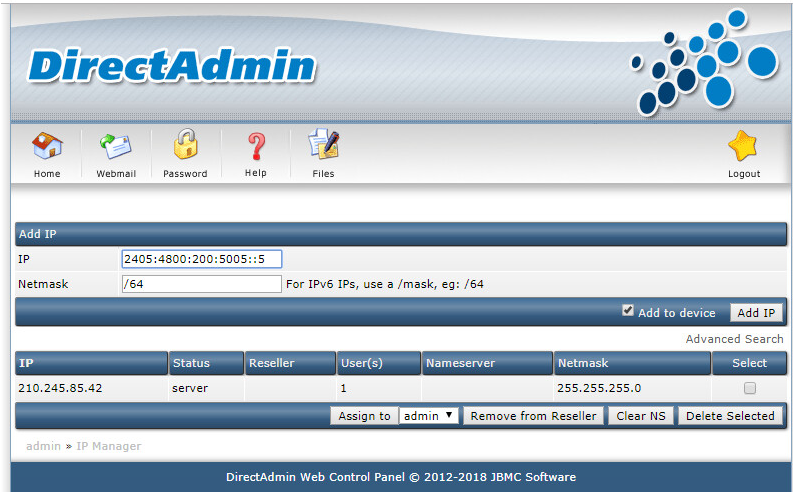 DirectAdmin
Home Webmail Password Help Files Logout
Add IP
IP 2405:4800:200:5005::5
Netmask /64 For IPv6 IPs, use a /mask, eg: /64
Add to device Add IP
Advanced Search
IP Status Reseller User(s) Nameserver Netmask Select
210.245.85.42 server 1 255.255.255.0
Assign to admin Remove from Reseller Clear NS Delete Selected
admin » IP Manager
DirectAdmin Web Control Panel © 2012-2018 JBMC Software